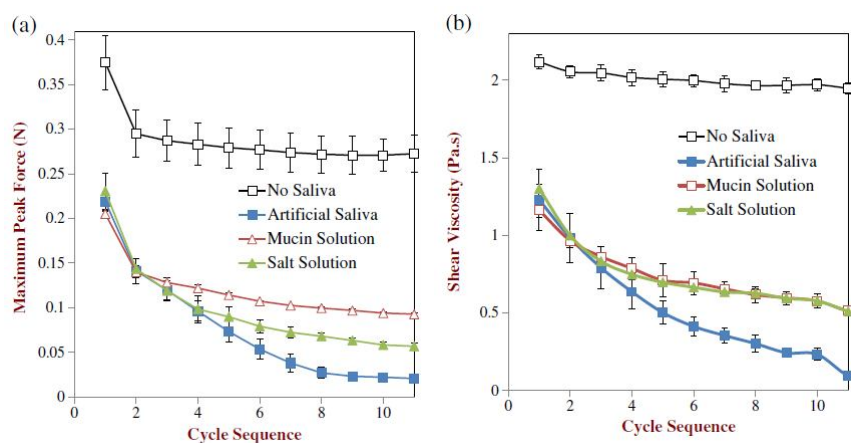 (a)
0.4
0.35
0.3
0.25
0.2
0.15
0.1
0.05
0
Maximum Peak Force (N)
No Saliva
Artificial Saliva
Mucin Solution
Salt Solution
0 2 4 6 8 10
Cycle Sequence
(b)
2
1.5
1
0.5
0
Shear Viscosity (Pa.s)
No Saliva
Artificial Saliva
Mucin Solution
Salt Solution
0 2 4 6 8 10
Cycle Sequence